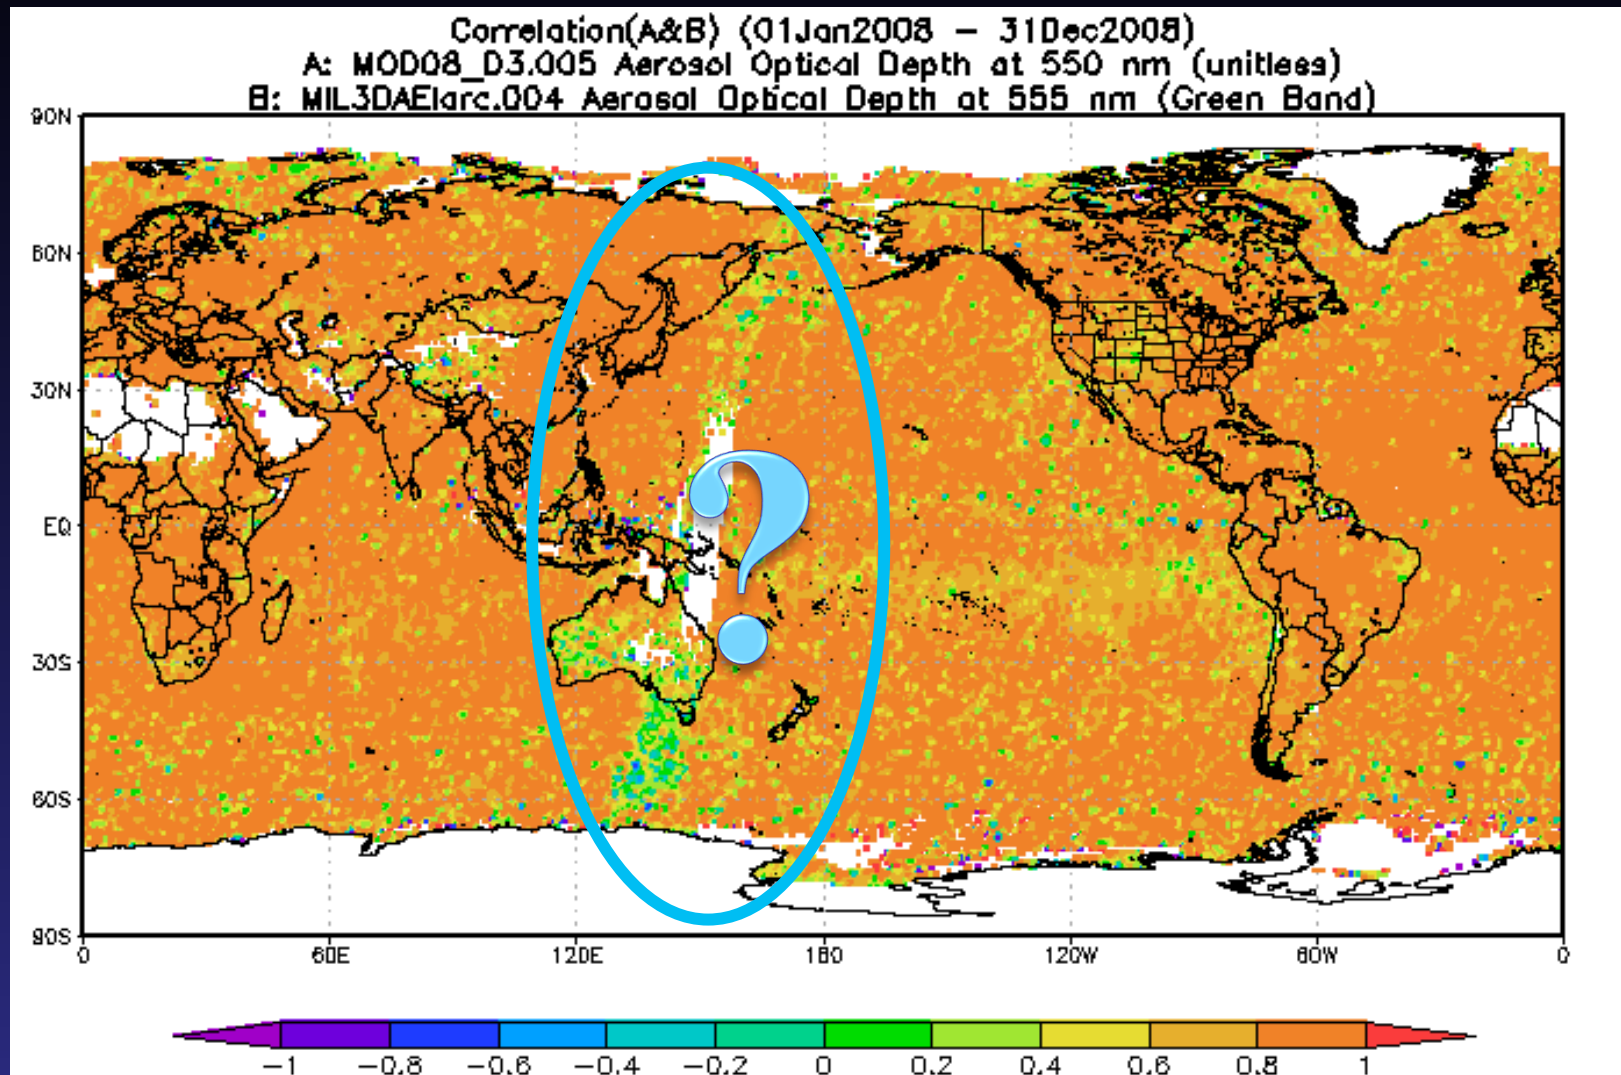 Correlation(A&B) (01Jan2008 – 31Dec2008)
A: MOD08_D3.005 Aerosol Optical Depth at 550 nm (unitless)
B: MIL3DAElarc.004 Aerosol Optical Depth at 555 nm (Green Band)
90N
60N
30N
EQ
30S
60S
90S
0 60E 120E 180 120W 60W 0
?
−1 −0.8 −0.6 −0.4 −0.2 0 0.2 0.4 0.6 0.8 1